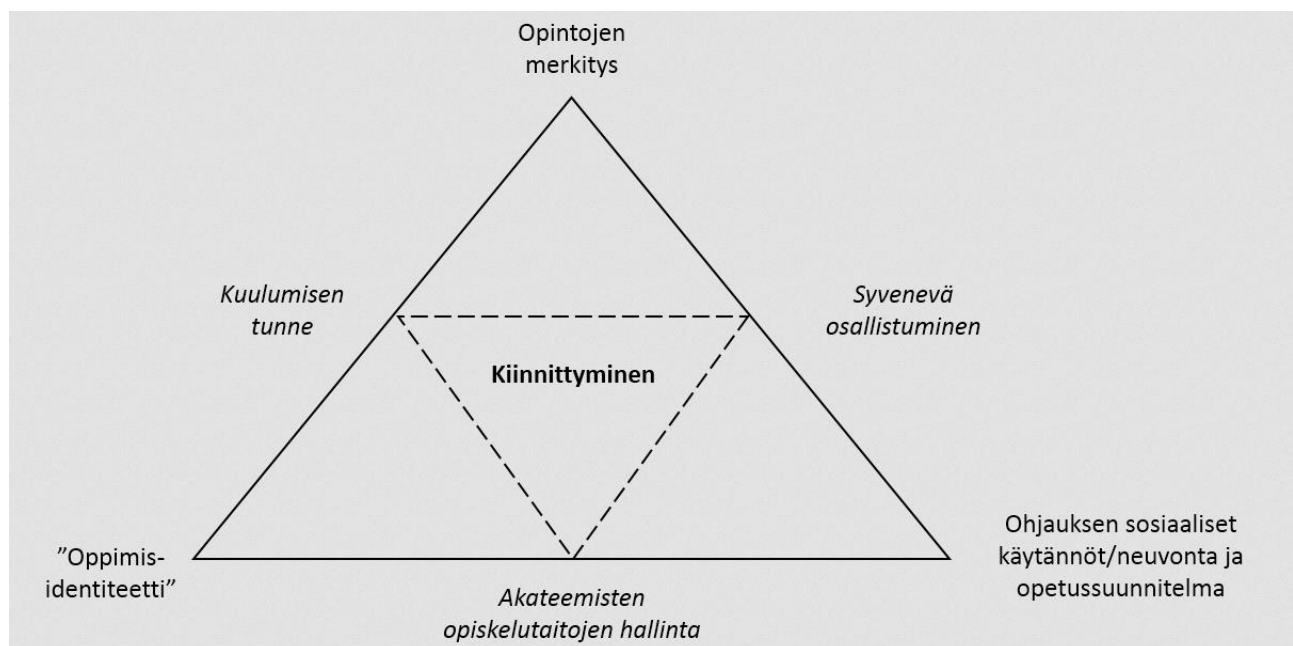 Opintojen
merkitys
Kuulumisen
tunne
Syvenevä
osallistuminen
Kiinnittyminen
”Oppimis-
identiteetti”
Ohjauksen sosiaaliset
käytännöt/neuvonta ja
opetussuunnitelma
Akateemisten
opiskelutaitojen hallinta